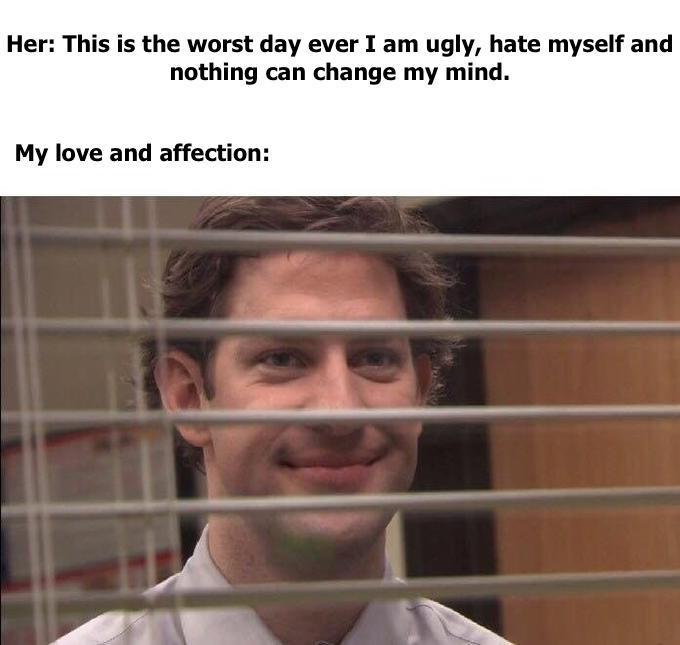 Her: This is the worst day ever I am ugly, hate myself and
nothing can change my mind.
My love and affection: